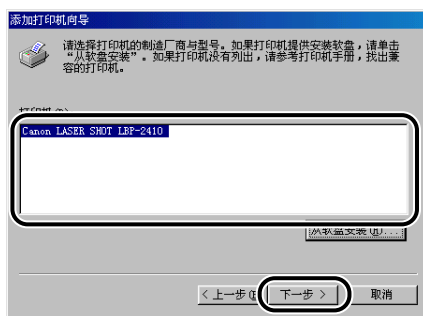 添加打印机向导
请选择打印机的制造厂商与型号。如果打印机提供安装软盘，请单击
“从软盘安装”。如果打印机没有列出，请参考打印机手册，找出兼
容的打印机。
Canon LASER SHOT LBP-2410
从软盘安装(H)...
< 上一步
下一步 >
取消